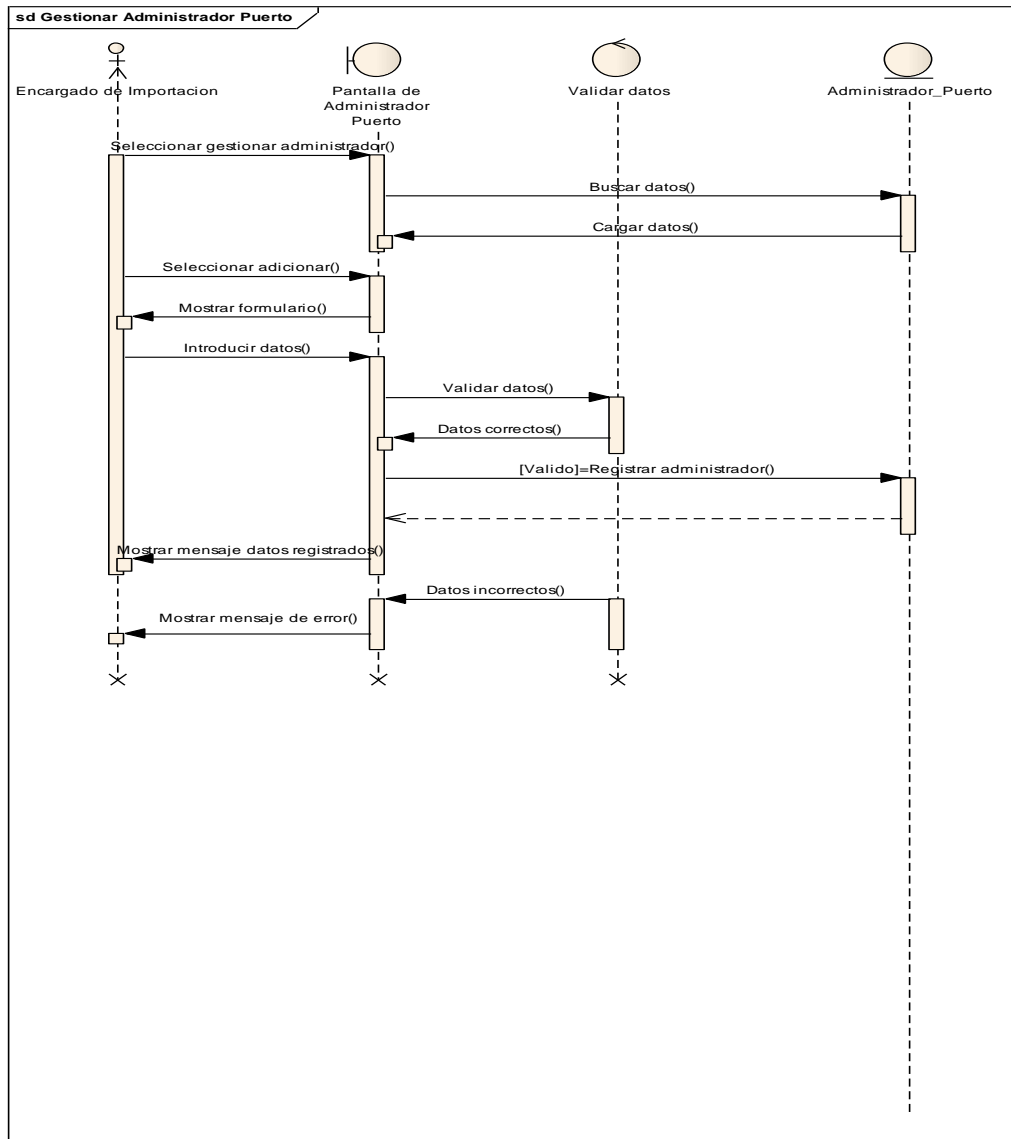 sd Gestionar Administrador Puerto
Encargado de Importacion
Pantalla de
Administrador
Puerto
Validar datos
Administrador_Puerto
Seleccionar gestionar administrador()
Buscar datos()
Cargar datos()
Seleccionar adicionar()
Mostrar formulario()
Introducir datos()
Validar datos()
Datos correctos()
[Valido]=Registrar administrador()
Mostrar mensaje datos registrados()
Datos incorrectos()
Mostrar mensaje de error()